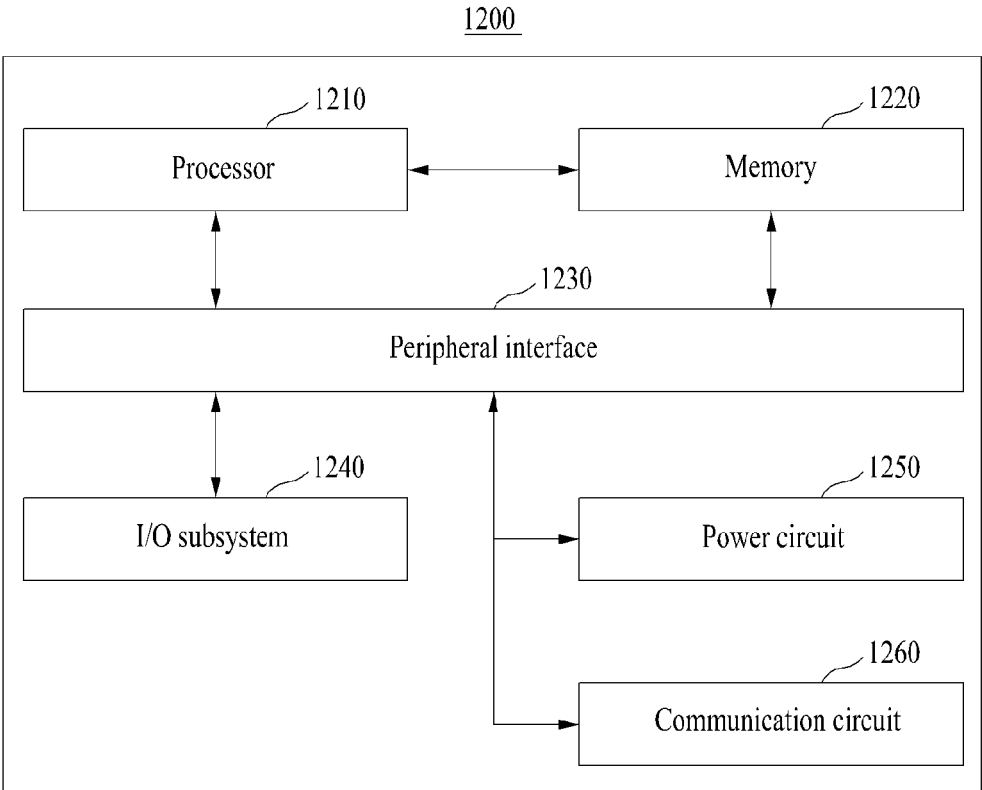 1200
1210
Processor
1220
Memory
1230
Peripheral interface
1240
I/O subsystem
1250
Power circuit
1260
Communication circuit